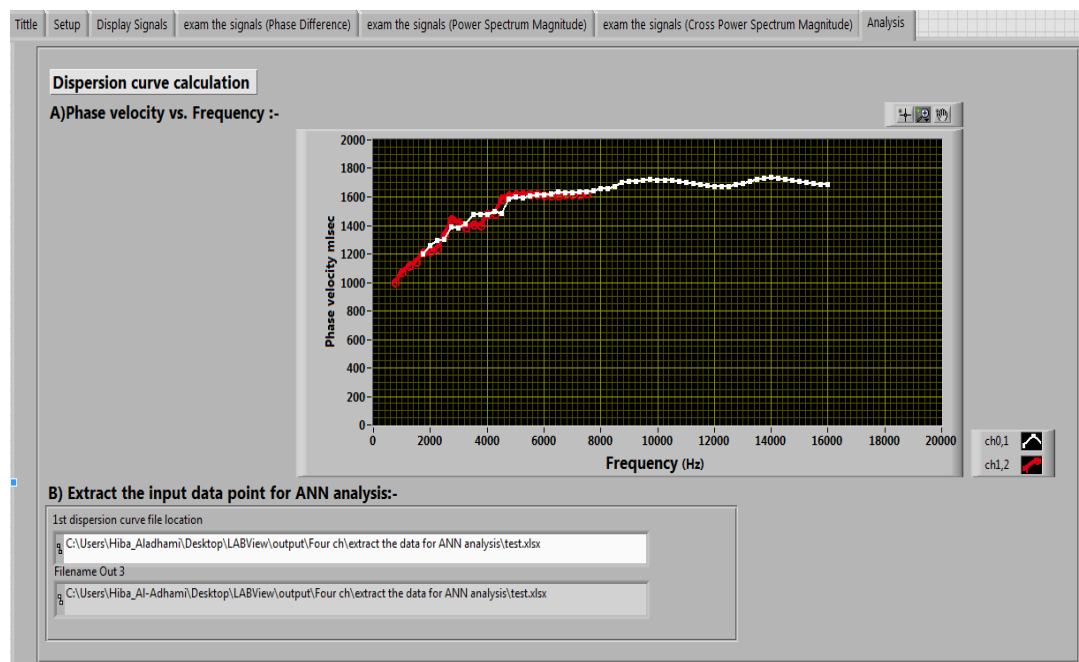 Tittle Setup Display Signals exam the signals (Phase Difference) exam the signals (Power Spectrum Magnitude) exam the signals (Cross Power Spectrum Magnitude) Analysis
Dispersion curve calculation
A)Phase velocity vs. Frequency :-
2000
1800
1600
1400
1200
1000
800
600
400
200
0
Phase velocity mlsec
0 2000 4000 6000 8000 10000 12000 14000 16000 18000 20000
Frequency (Hz)
ch0,1
ch1,2
B) Extract the input data point for ANN analysis:-
1st dispersion curve file location
C:\Users\Hiba_Aladhami\Desktop\LABView\output\Four ch\extract the data for ANN analysis\test.xlsx
Filename Out 3
C:\Users\Hiba_Al-Adhami\Desktop\LABView\output\Four ch\extract the data for ANN analysis\test.xlsx